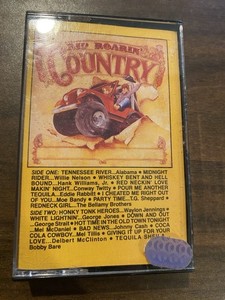 RIP ROARIN'
COUNTRY
SIDE ONE: TENNESSEE RIVER...Alabama • MIDNIGHT
RIDER...Willie Nelson • WHISKEY BENT AND HELL
BOUND...Hank Williams, Jr. • RED NECKIN' LOVE
MAKIN' NIGHT...Conway Twitty • POUR ME ANOTHER
TEQUILA...Eddie Rabbitt • I CHEATED ME RIGHT OUT
OF YOU...Moe Bandy • PARTY TIME...T.G. Sheppard •
REDNECK GIRL...The Bellamy Brothers
SIDE TWO: HONKY TONK HEROES...Waylon Jennings •
WHITE LIGHTNIN'...George Jones • DOWN AND OUT
...George Strait • HOT TIME IN THE OLD TOWN TONIGHT
...Mel McDaniel • BAD NEWS...Johnny Cash • COCA
COLA COWBOY...Mel Tillis • GIVING IT UP FOR YOUR
LOVE...Delbert McClinton • TEQUILA SHEILA
Bobby Bare